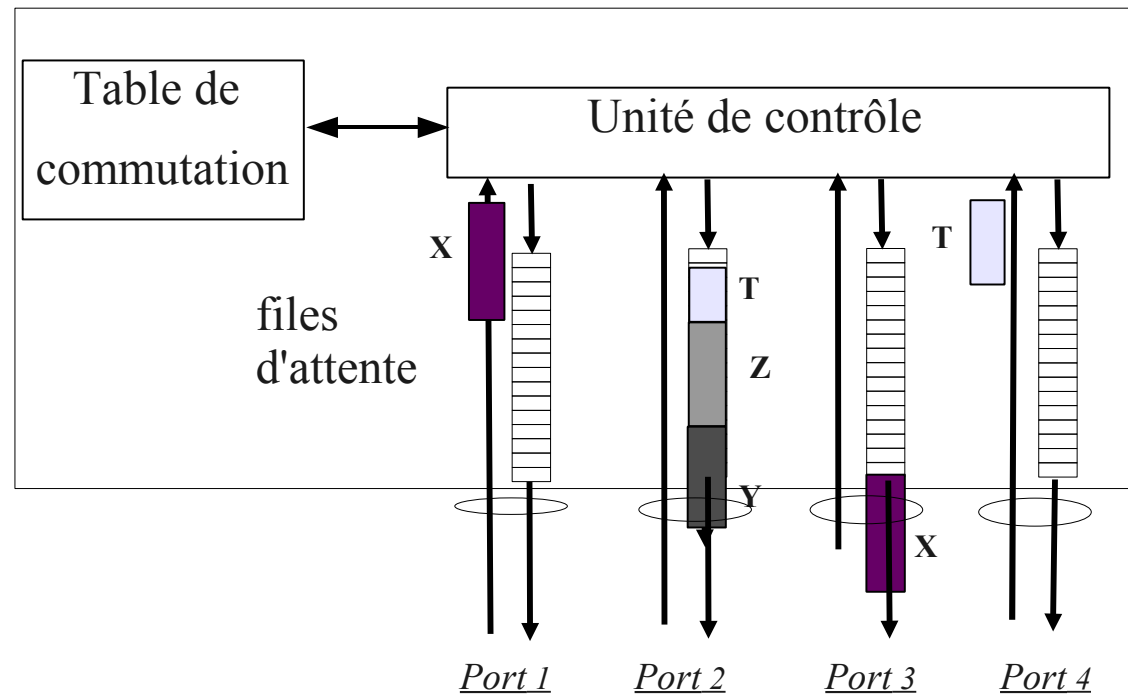 Table de
commutation
Unité de contrôle
X
T
T
files
d'attente
Z
Y
X
Port 1
Port 2
Port 3
Port 4